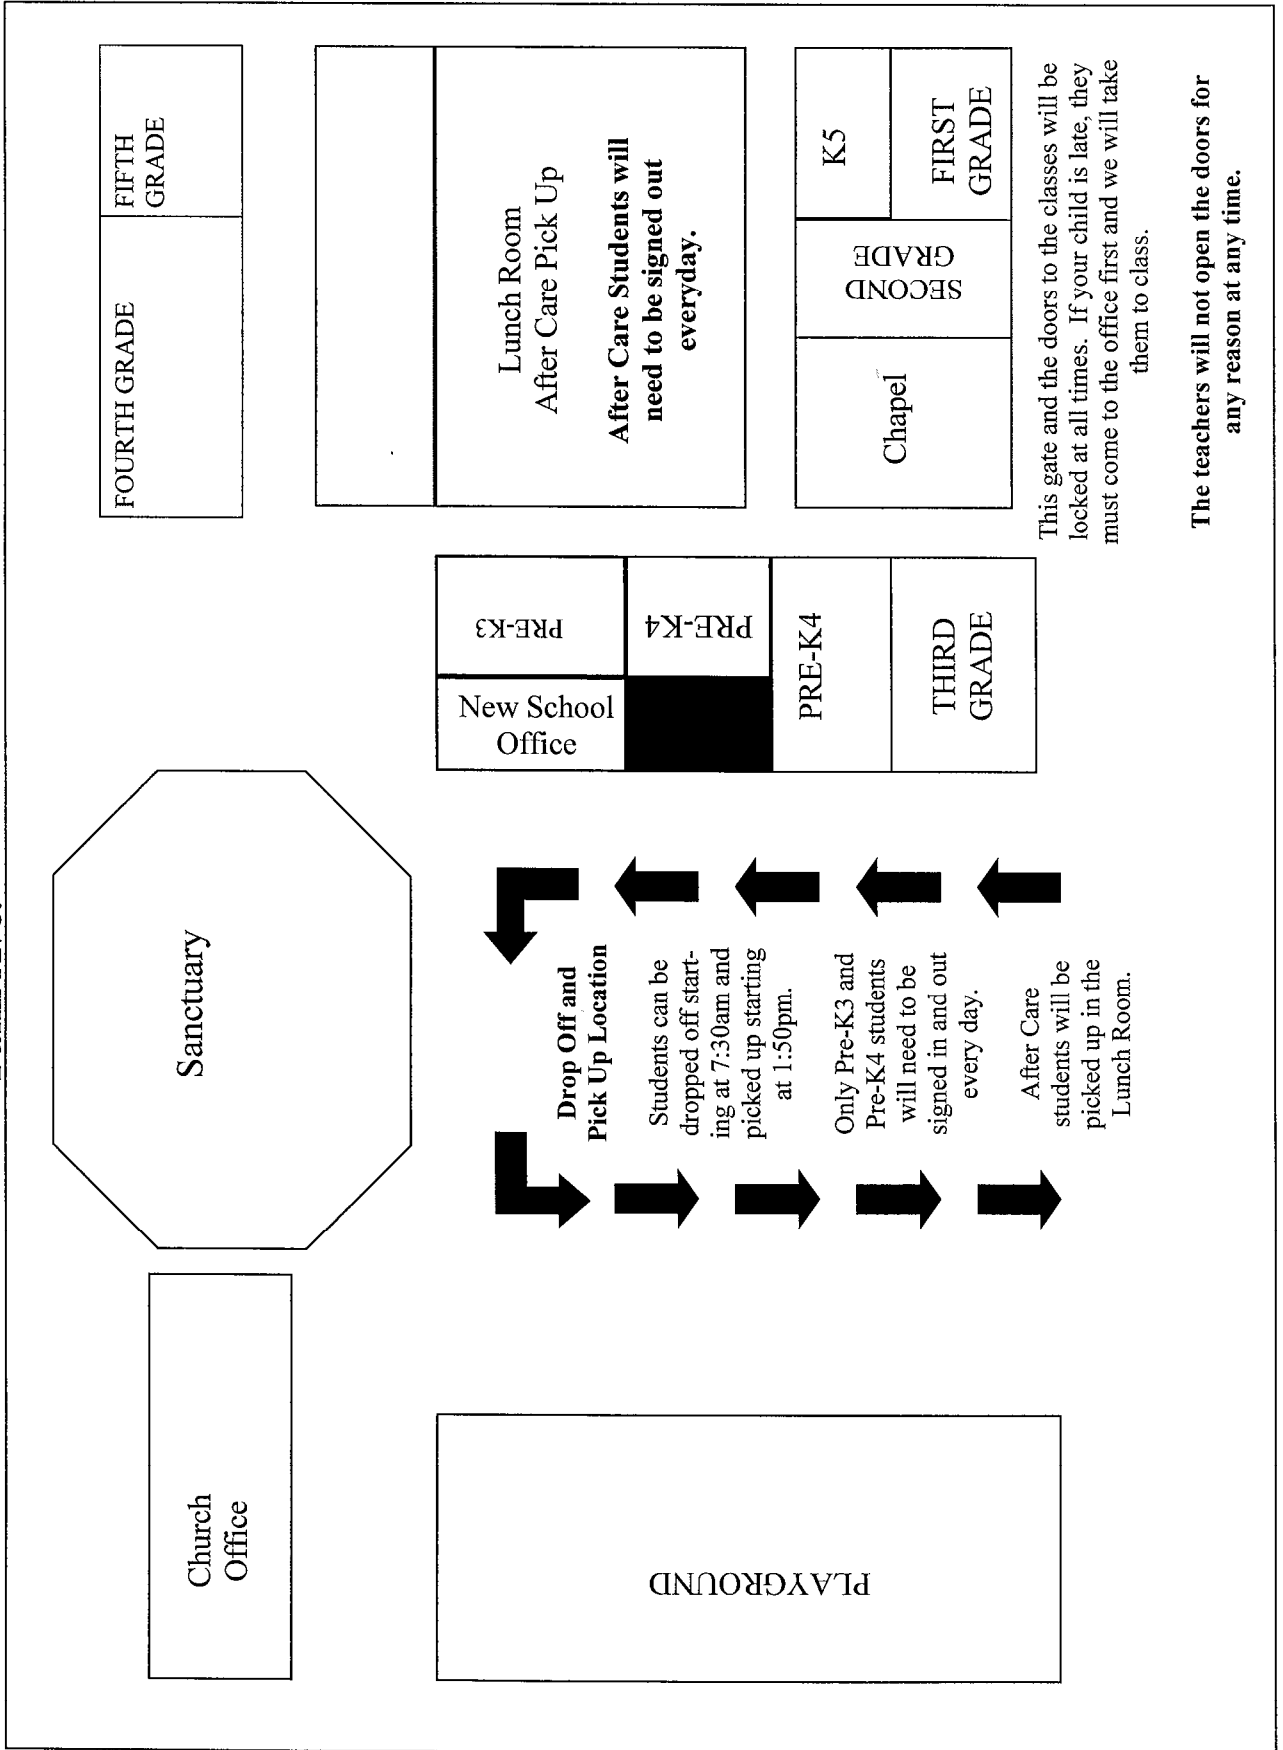 Church
Office
Sanctuary
FOURTH GRADE
FIFTH
GRADE
PLAYGROUND
Drop Off and
Pick Up Location
Students can be
dropped off start-
ing at 7:30am and
picked up starting
at 1:50pm.
Only Pre-K3 and
Pre-K4 students
will need to be
signed in and out
every day.
After Care
students will be
picked up in the
Lunch Room.
New School
Office
PRE-K3
PRE-K4
PRE-K4
THIRD
GRADE
Lunch Room
After Care Pick Up
After Care Students will
need to be signed out
everyday.
Chapel
SECOND
GRADE
K5
FIRST
GRADE
This gate and the doors to the classes will be
locked at all times. If your child is late, they
must come to the office first and we will take
them to class.
The teachers will not open the doors for
any reason at any time.